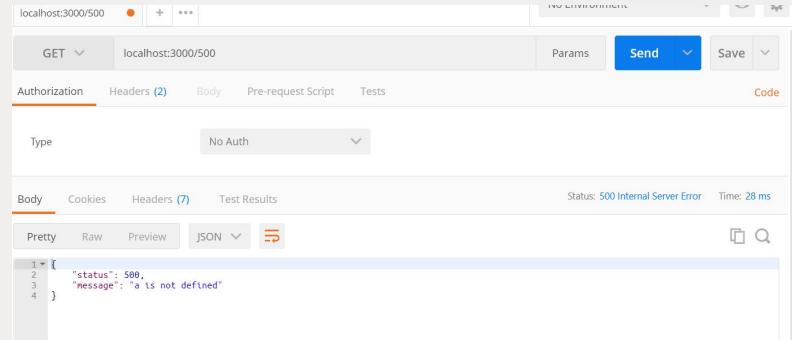 localhost:3000/500
No Environment
GET localhost:3000/500 Params Send Save
Authorization Headers (2) Body Pre-request Script Tests Code
Type No Auth
Body Cookies Headers (7) Test Results Status: 500 Internal Server Error Time: 28 ms
Pretty Raw Preview JSON
1 {
2 "status": 500,
3 "message": "a is not defined"
4 }